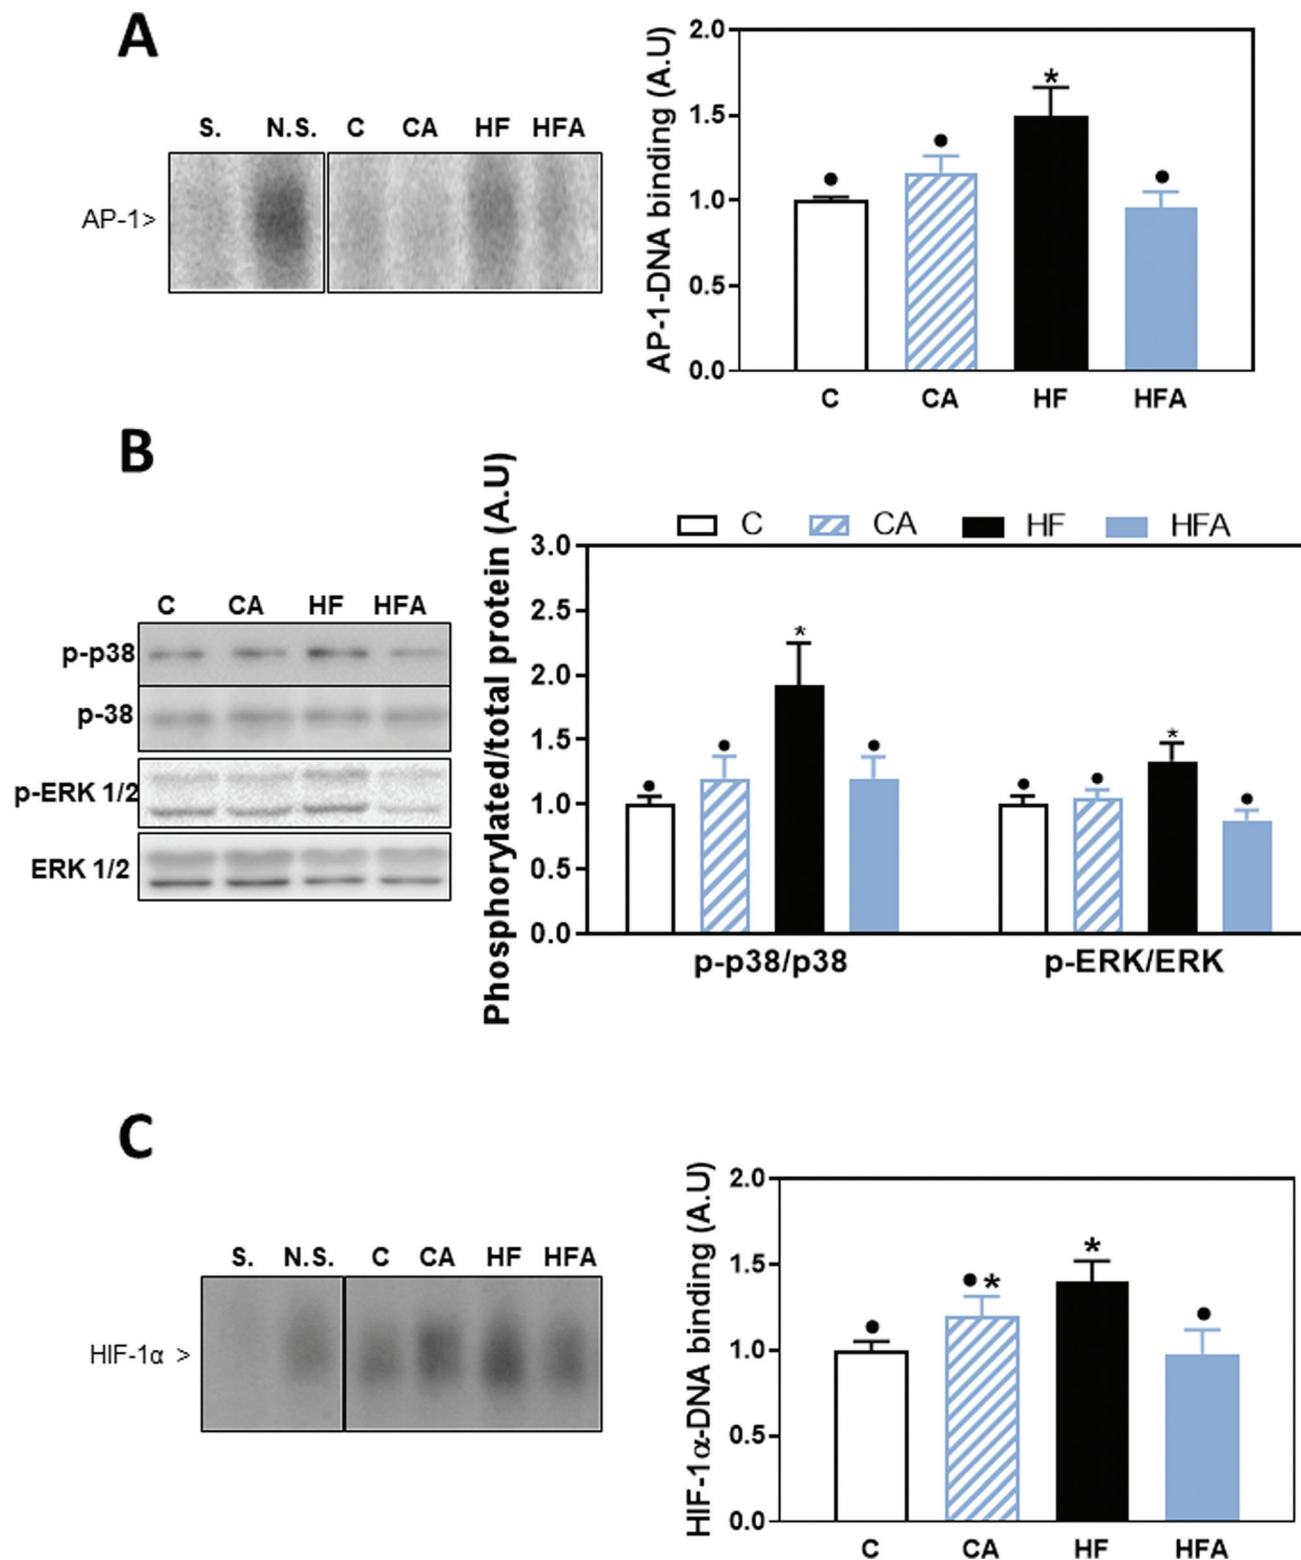 A
S. N.S. C CA HF HFA
AP-1>
AP-1-DNA binding (A.U)
2.0
1.5
1.0
0.5
0.0
*
C CA HF HFA
B
C CA HF HFA
p-p38
p-38
p-ERK 1/2
ERK 1/2
Phosphorylated/total protein (A.U)
C CA HF HFA
3.0
2.5
2.0
1.5
1.0
0.5
0.0
* *
p-p38/p38 p-ERK/ERK
C
S. N.S. C CA HF HFA
HIF-1α >
HIF-1α-DNA binding (A.U)
2.0
1.5
1.0
0.5
0.0
* *
C CA HF HFA